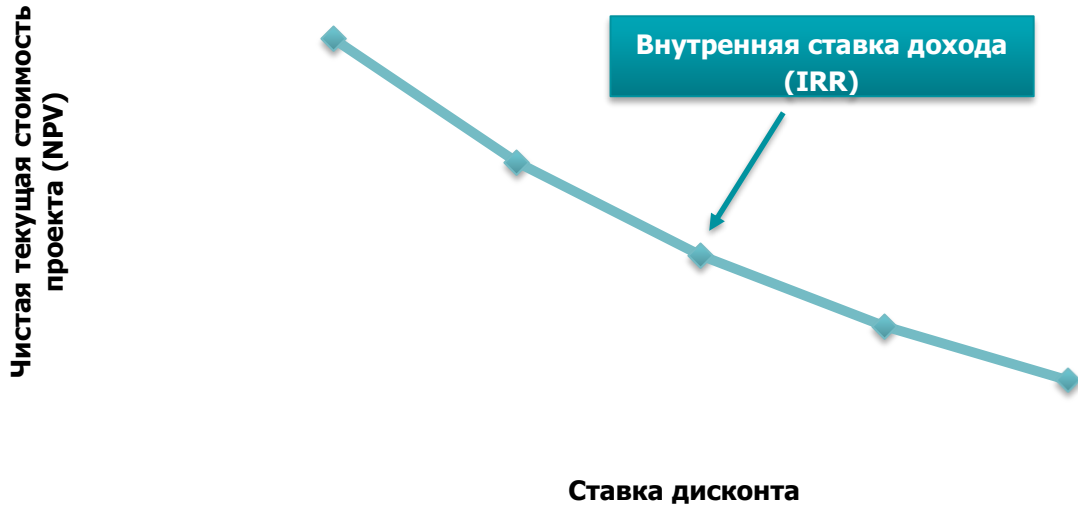 Чистая текущая стоимость
проекта (NPV)
Внутренняя ставка дохода
(IRR)
Ставка дисконта